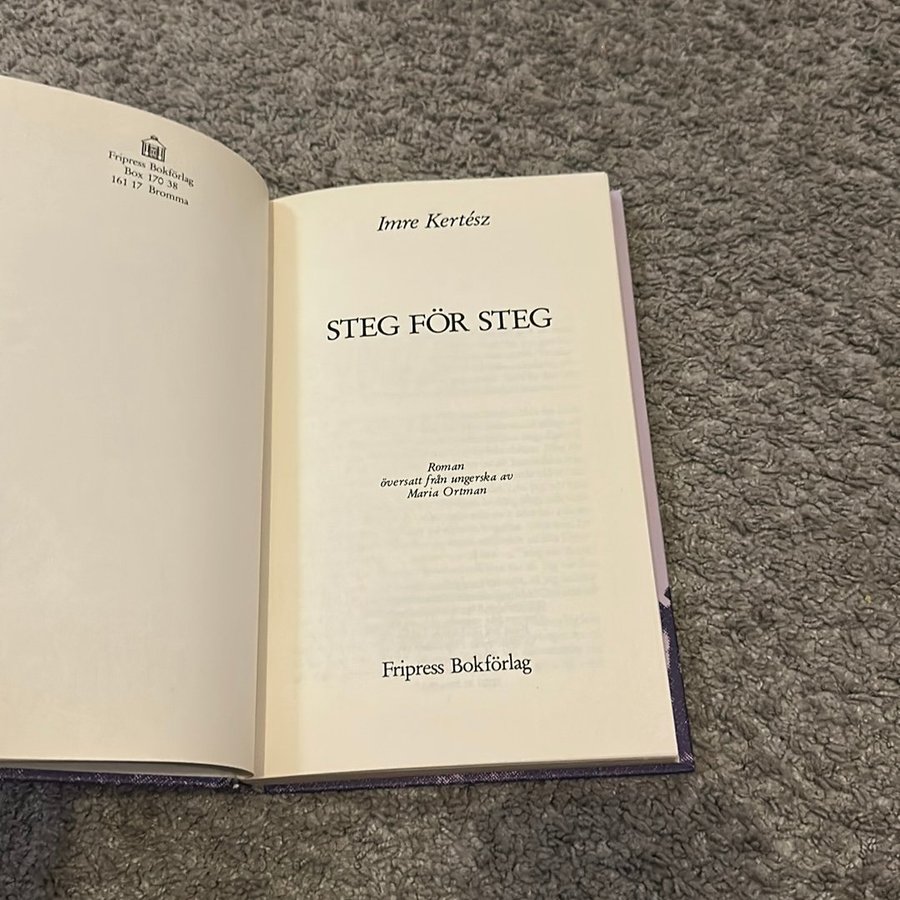 Fripress Bokförlag
Box 170 38
161 17 Bromma
Imre Kertész
STEG FÖR STEG
Roman
översatt från ungerska av
Maria Ortman
Fripress Bokförlag